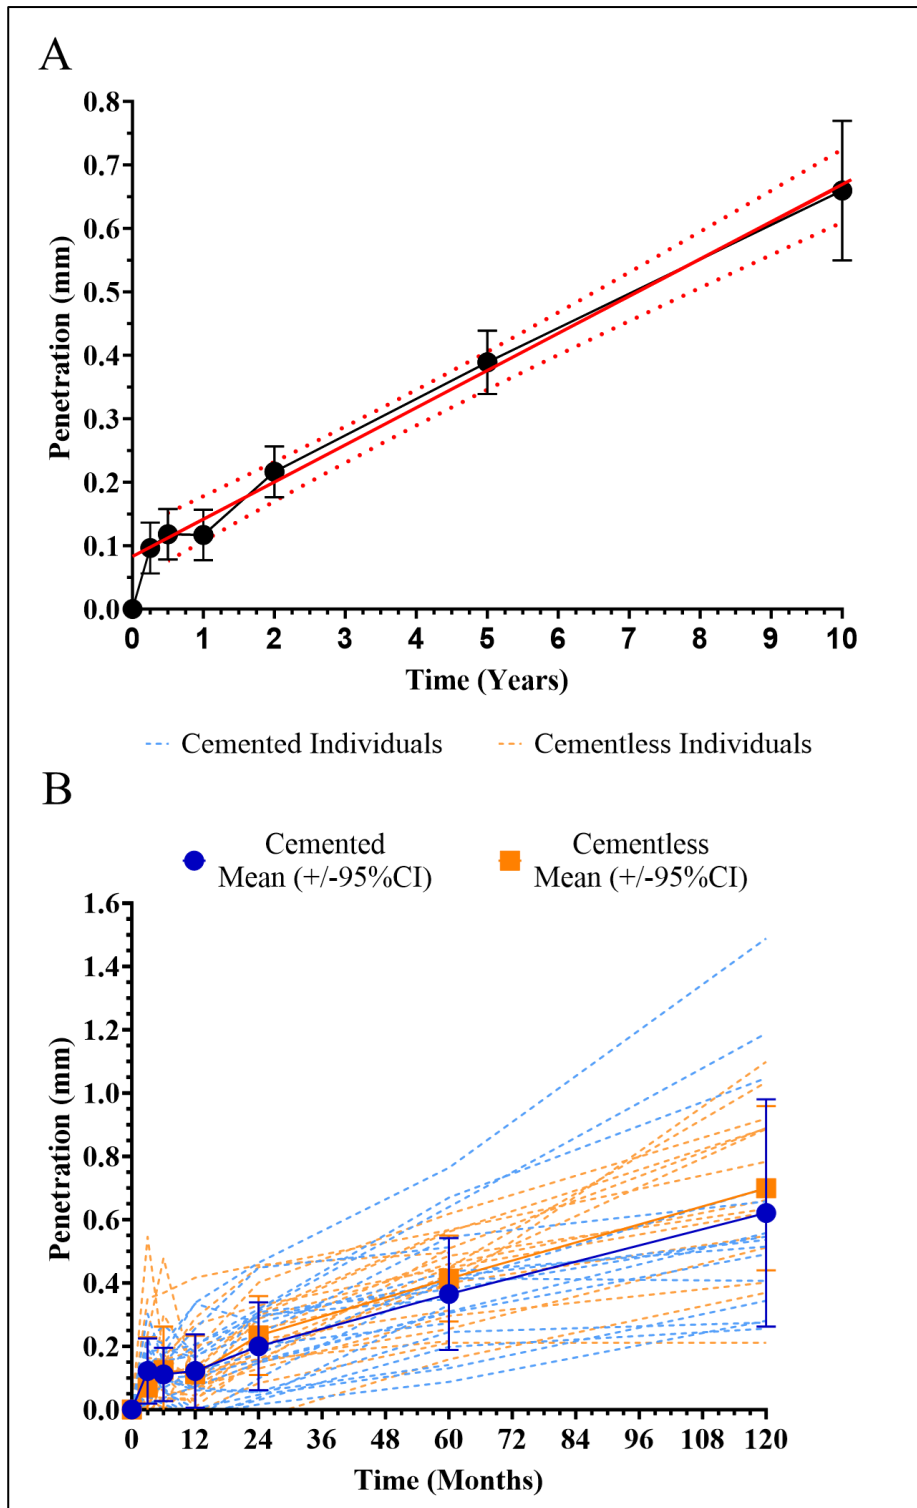 A
0.8
0.7
0.6
0.5
0.4
0.3
0.2
0.1
0.0
Penetration (mm)
0 1 2 3 4 5 6 7 8 9 10
Time (Years)
Cemented Individuals Cementless Individuals
B
Cemented Cementless
Mean (+/-95%CI) Mean (+/-95%CI)
1.6
1.4
1.2
1.0
0.8
0.6
0.4
0.2
0.0
Penetration (mm)
0 12 24 36 48 60 72 84 96 108 120
Time (Months)